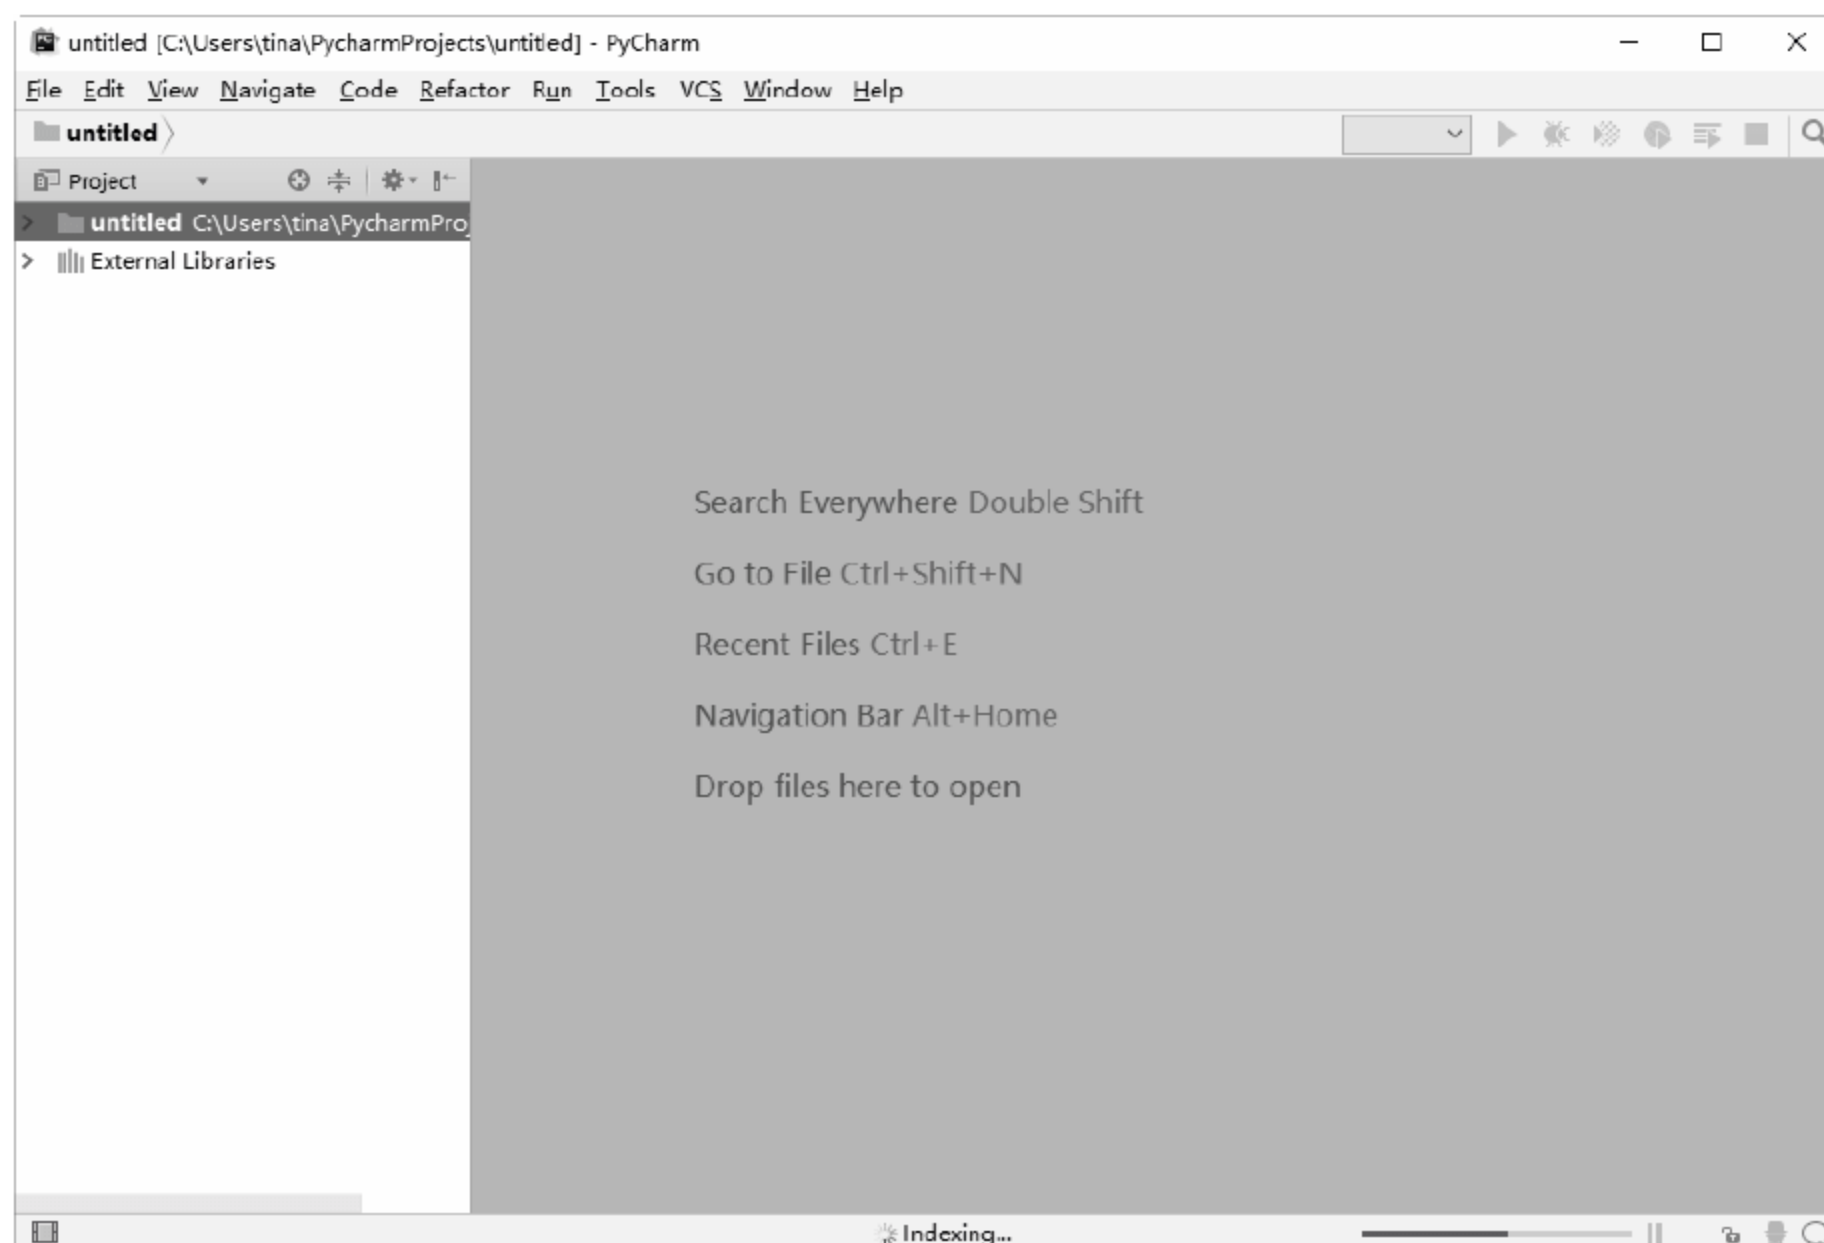 untitled [C:\Users\tina\PycharmProjects\untitled] - PyCharm
File Edit View Navigate Code Refactor Run Tools VCS Window Help
untitled
Project
untitled C:\Users\tina\PycharmProj
External Libraries
Search Everywhere Double Shift
Go to File Ctrl+Shift+N
Recent Files Ctrl+E
Navigation Bar Alt+Home
Drop files here to open
Indexing...